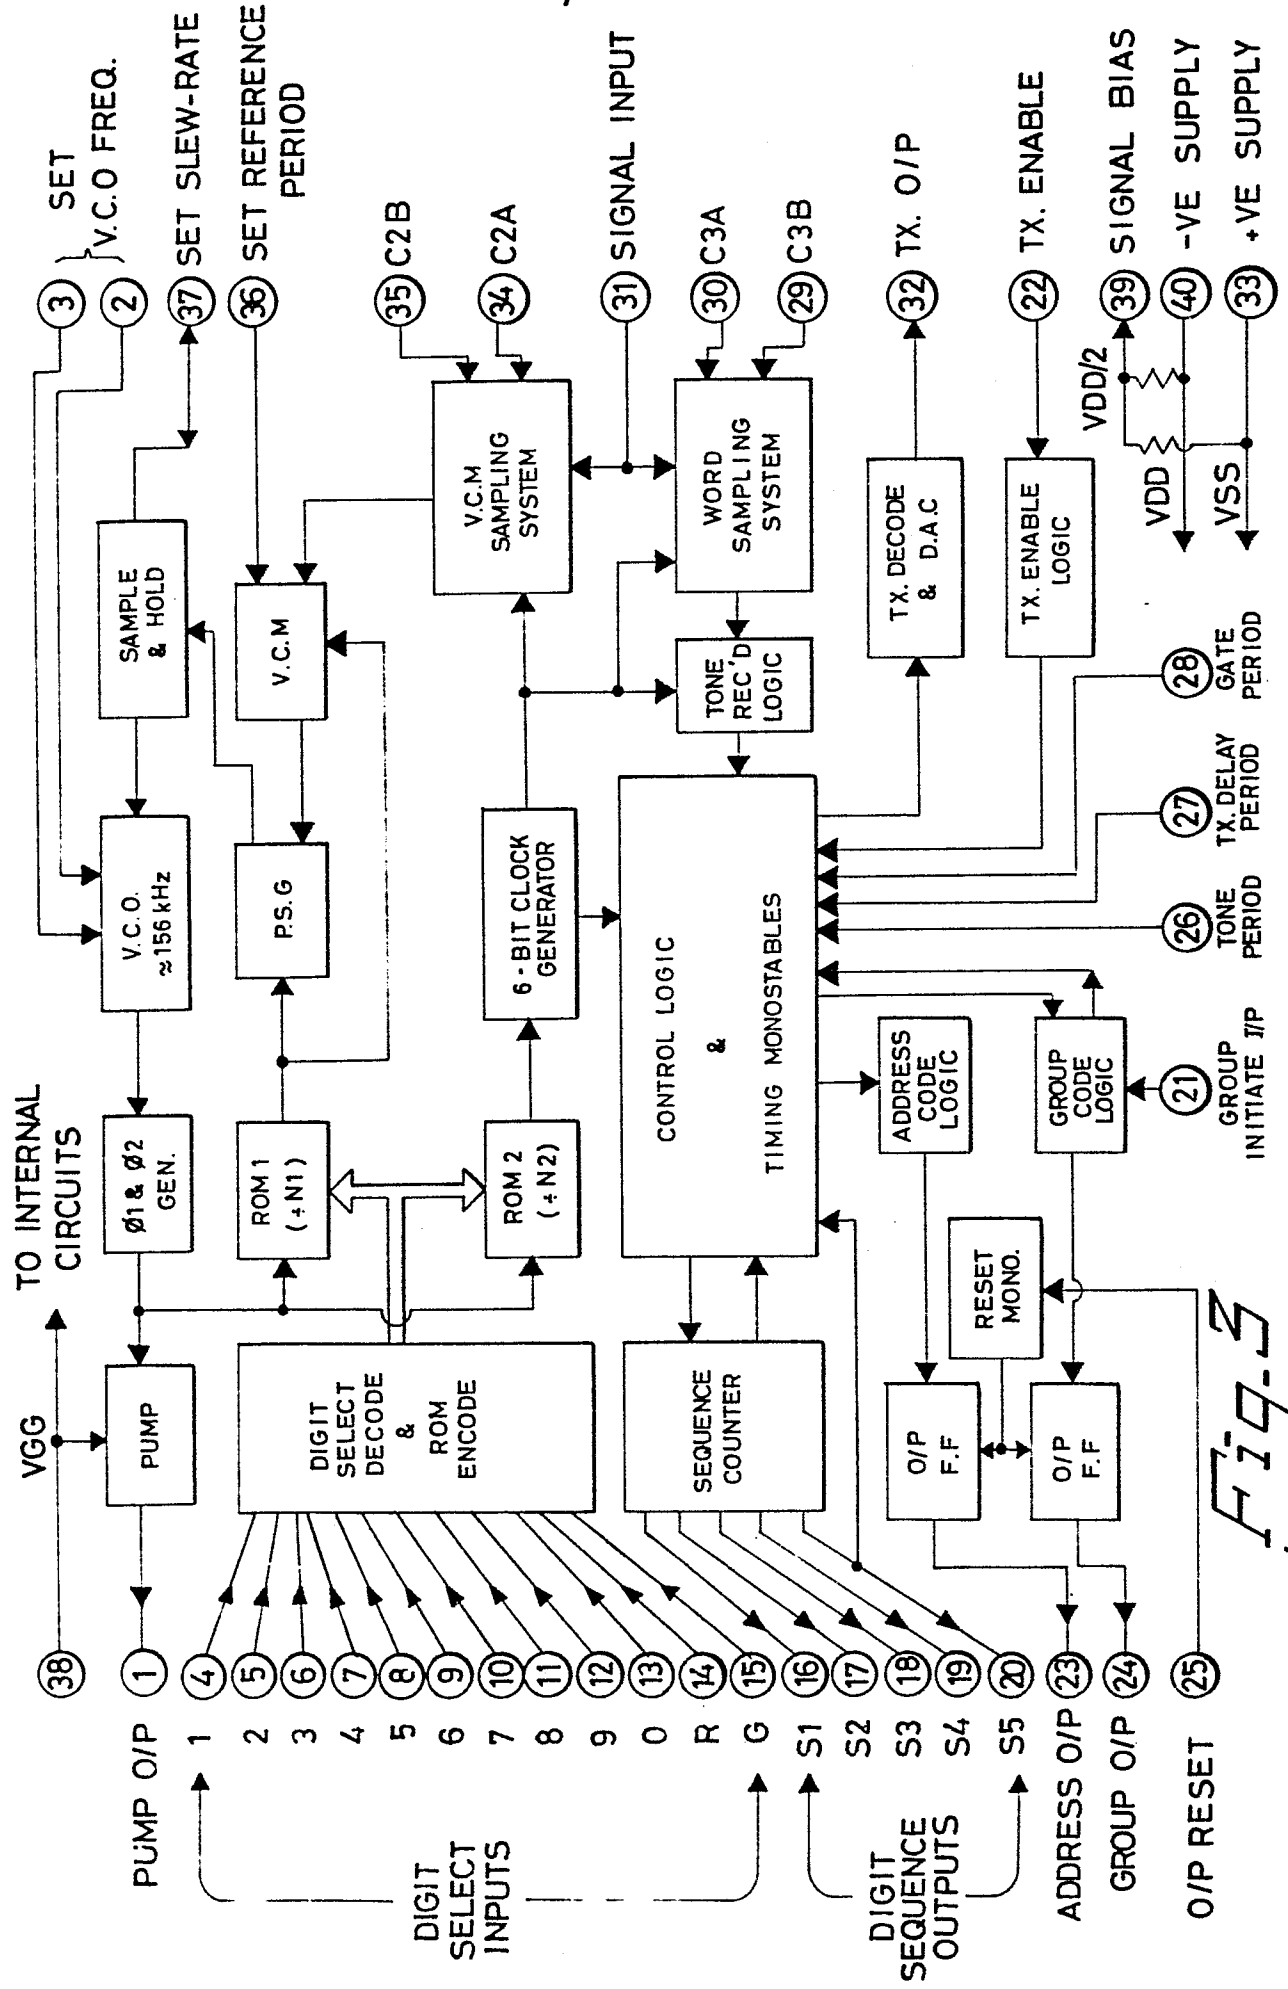 VGG
TO INTERNAL
CIRCUITS
38
PUMP O/P
1
PUMP
Ø1 & Ø2
GEN.
V.C.O.
≈156 kHz
SAMPLE
& HOLD
3
2
SET
V.C.O FREQ.
37
SET SLEW-RATE
36
SET REFERENCE
PERIOD
DIGIT
SELECT
INPUTS
1
4
2
5
3
6
4
7
5
8
6
9
7
10
8
11
9
12
0
13
R
14
G
15
DIGIT
SELECT
DECODE
&
ROM
ENCODE
ROM 1
(÷N1)
P.S.G
V.C.M
ROM 2
(÷N2)
6-BIT CLOCK
GENERATOR
V.C.M
SAMPLING
SYSTEM
35
C2B
34
C2A
31
SIGNAL INPUT
30
C3A
29
C3B
WORD
SAMPLING
SYSTEM
TONE
REC'D
LOGIC
CONTROL LOGIC
&
TIMING MONOSTABLES
SEQUENCE
COUNTER
DIGIT
SEQUENCE
OUTPUTS
S1
16
S2
17
S3
18
S4
19
S5
20
ADDRESS O/P
23
GROUP O/P
24
O/P RESET
25
O/P
F.F
O/P
F.F
RESET
MONO.
ADDRESS
CODE
LOGIC
GROUP
CODE
LOGIC
21
GROUP
INITIATE I/P
26
TONE
PERIOD
27
TX. DELAY
PERIOD
28
GATE
PERIOD
TX. DECODE
& D.A.C
32
TX. O/P
TX. ENABLE
LOGIC
22
TX. ENABLE
VDD/2
39
SIGNAL BIAS
VDD
40
-VE SUPPLY
VSS
33
+VE SUPPLY
Fig-3